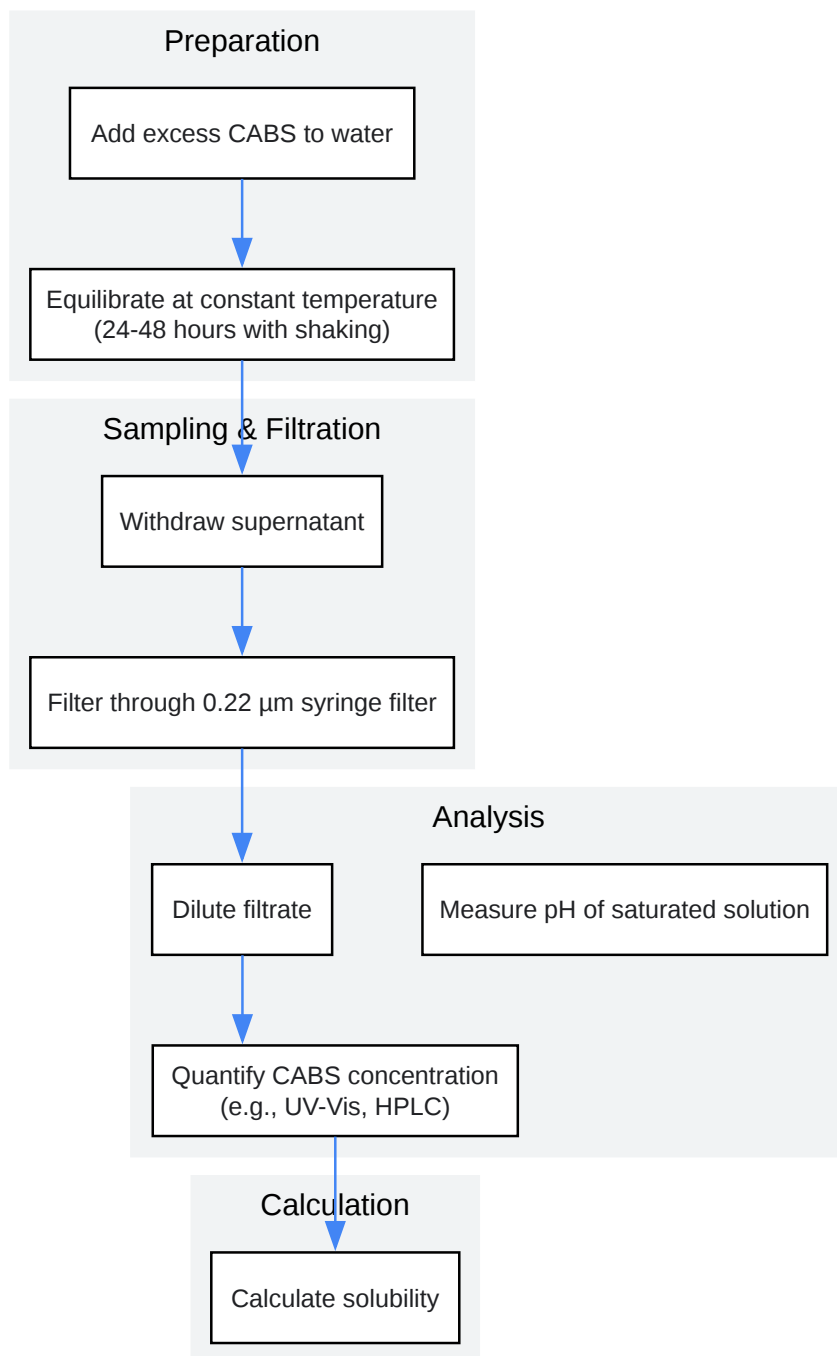 Preparation
Add excess CABS to water
Equilibrate at constant temperature
(24-48 hours with shaking)
Sampling & Filtration
Withdraw supernatant
Filter through 0.22 µm syringe filter
Analysis
Dilute filtrate
Measure pH of saturated solution
Quantify CABS concentration
(e.g., UV-Vis, HPLC)
Calculation
Calculate solubility